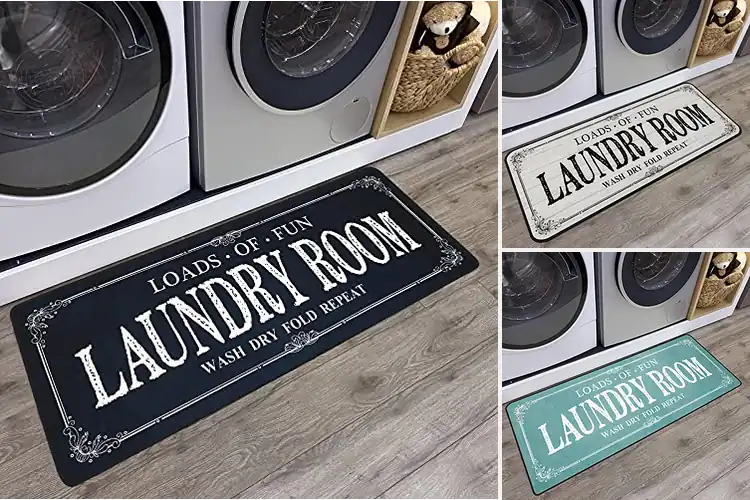 LOADS · OF · FUN
LAUNDRY ROOM
WASH DRY FOLD REPEAT
LOADS · OF · FUN
LAUNDRY ROOM
WASH DRY FOLD REPEAT
LOADS · OF · FUN
LAUNDRY ROOM
WASH DRY FOLD REPEAT